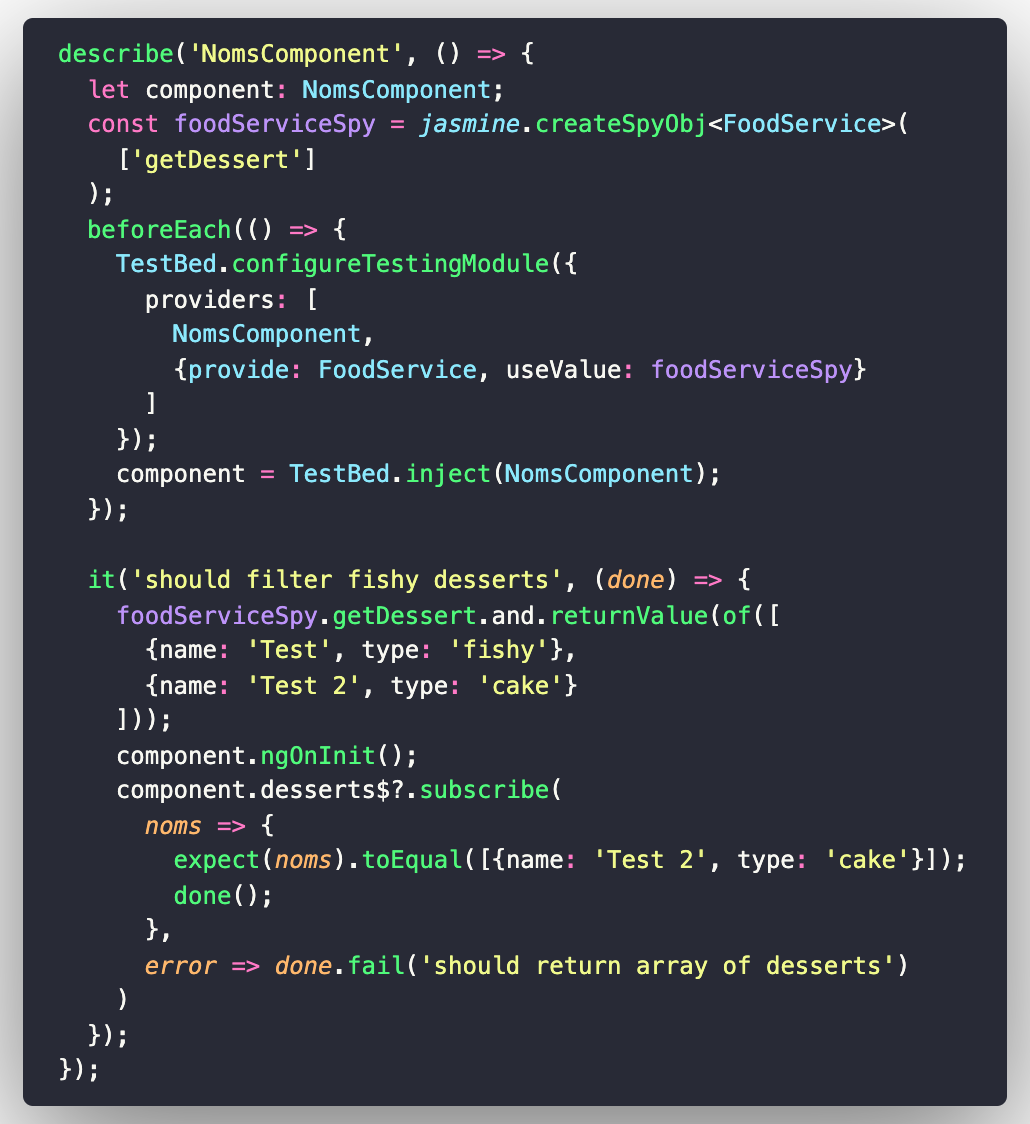 describe('NomsComponent', () => {
  let component: NomsComponent;
  const foodServiceSpy = jasmine.createSpyObj<FoodService>(
    ['getDessert']
  );
  beforeEach(() => {
    TestBed.configureTestingModule({
      providers: [
        NomsComponent,
        {provide: FoodService, useValue: foodServiceSpy}
      ]
    });
    component = TestBed.inject(NomsComponent);
  });

  it('should filter fishy desserts', (done) => {
    foodServiceSpy.getDessert.and.returnValue(of([
      {name: 'Test', type: 'fishy'},
      {name: 'Test 2', type: 'cake'}
    ]));
    component.ngOnInit();
    component.desserts$?.subscribe(
      noms => {
        expect(noms).toEqual([{name: 'Test 2', type: 'cake'}]);
        done();
      },
      error => done.fail('should return array of desserts')
    )
  });
});